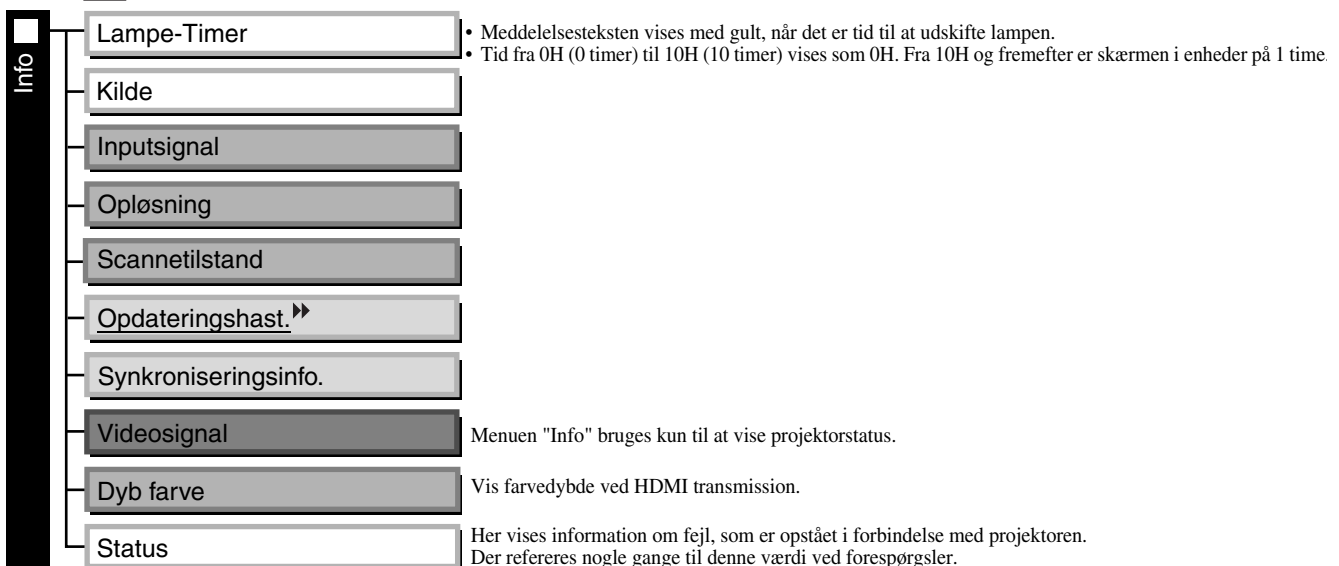 Info
Lampe-Timer
• Meddelelsesteksten vises med gult, når det er tid til at udskifte lampen.
• Tid fra 0H (0 timer) til 10H (10 timer) vises som 0H. Fra 10H og fremefter er skærmen i enheder på 1 time.
Kilde
Inputsignal
Opløsning
Scannetilstand
Opdateringshast.
Synkroniseringsinfo.
Videosignal
Menuen "Info" bruges kun til at vise projektorstatus.
Dyb farve
Vis farvedybde ved HDMI transmission.
Status
Her vises information om fejl, som er opstået i forbindelse med projektoren.
Der refereres nogle gange til denne værdi ved forespørgsler.